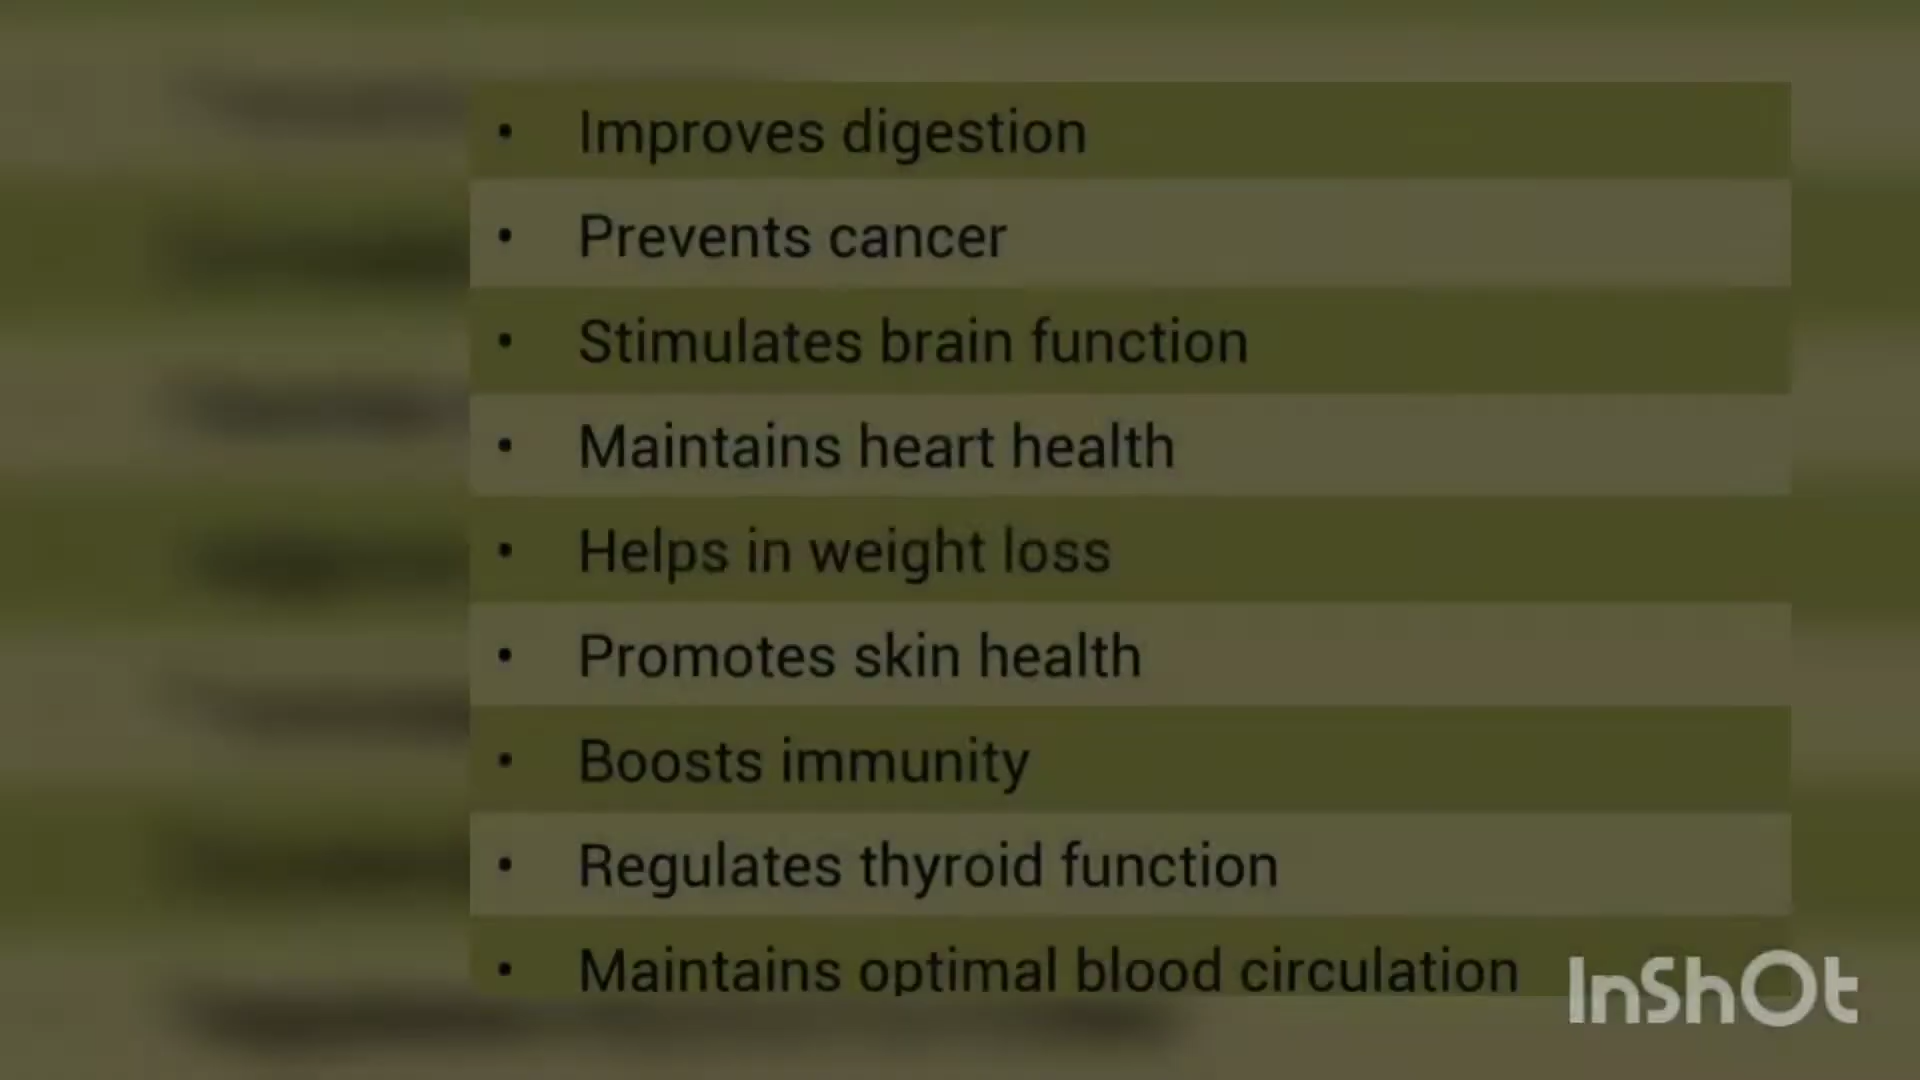 • Improves digestion
• Prevents cancer
• Stimulates brain function
• Maintains heart health
• Helps in weight loss
• Promotes skin health
• Boosts immunity
• Regulates thyroid function
• Maintains optimal blood circulation
InShOt